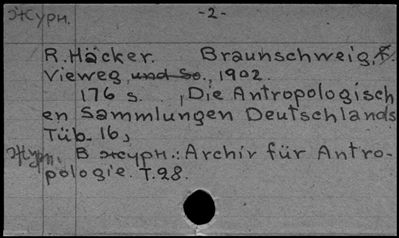 Журн. -2-
R. Häcker. Braunschweig, F.
Vieweg, und So., 1902.
176 s. , Die Antropologisch
en Sammlungen Deutschlands
Tüb. 16,
Журн. В журн.: Archiv für Antro-
pologie. T. 28.